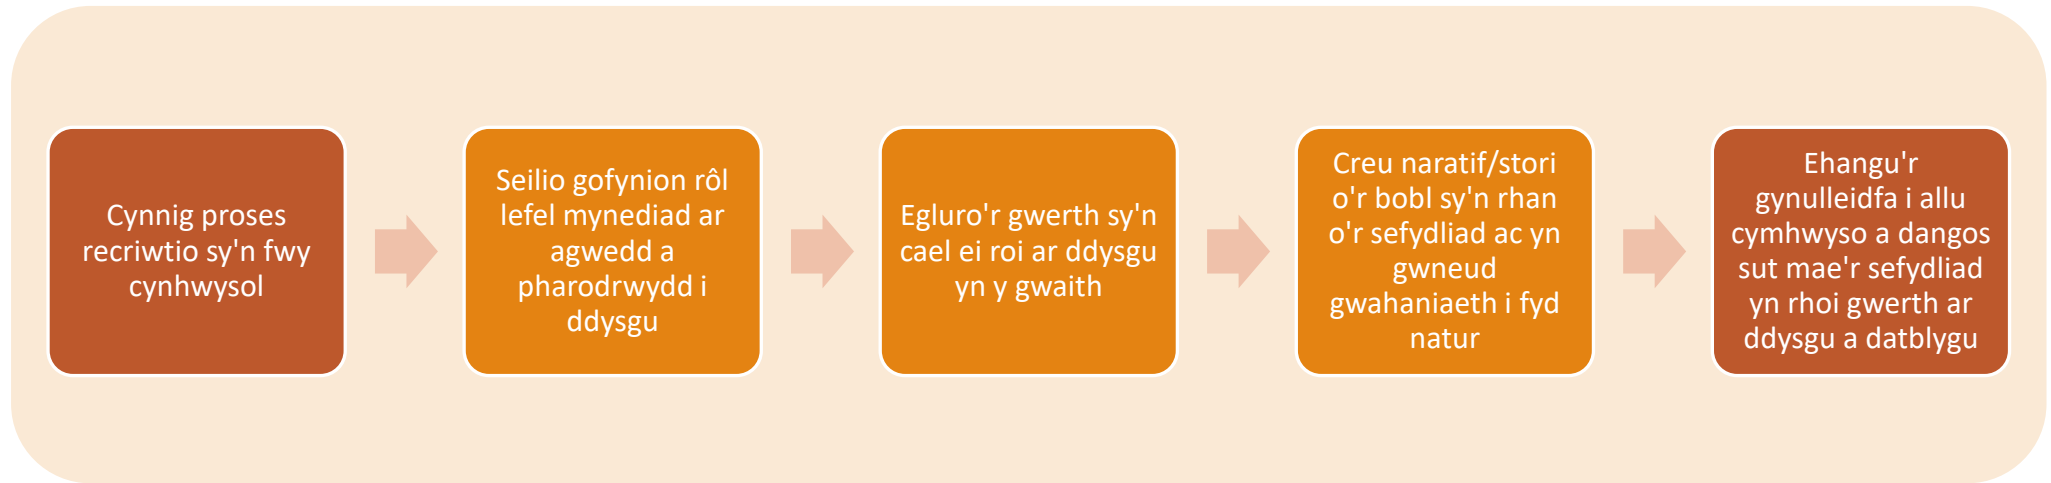 Cynnig proses
recriwtio sy'n fwy
cynhwysol
Seilio gofynion rôl
lefel mynediad ar
agwedd a
pharodrwydd i
ddysgu
Egluro'r gwerth sy'n
cael ei roi ar ddysgu
yn y gwaith
Creu naratif/stori
o'r bobl sy'n rhan
o'r sefydliad ac yn
gwneud
gwahaniaeth i fyd
natur
Ehangu'r
gynulleidfa i allu
cymhwyso a dangos
sut mae'r sefydliad
yn rhoi gwerth ar
ddysgu a datblygu